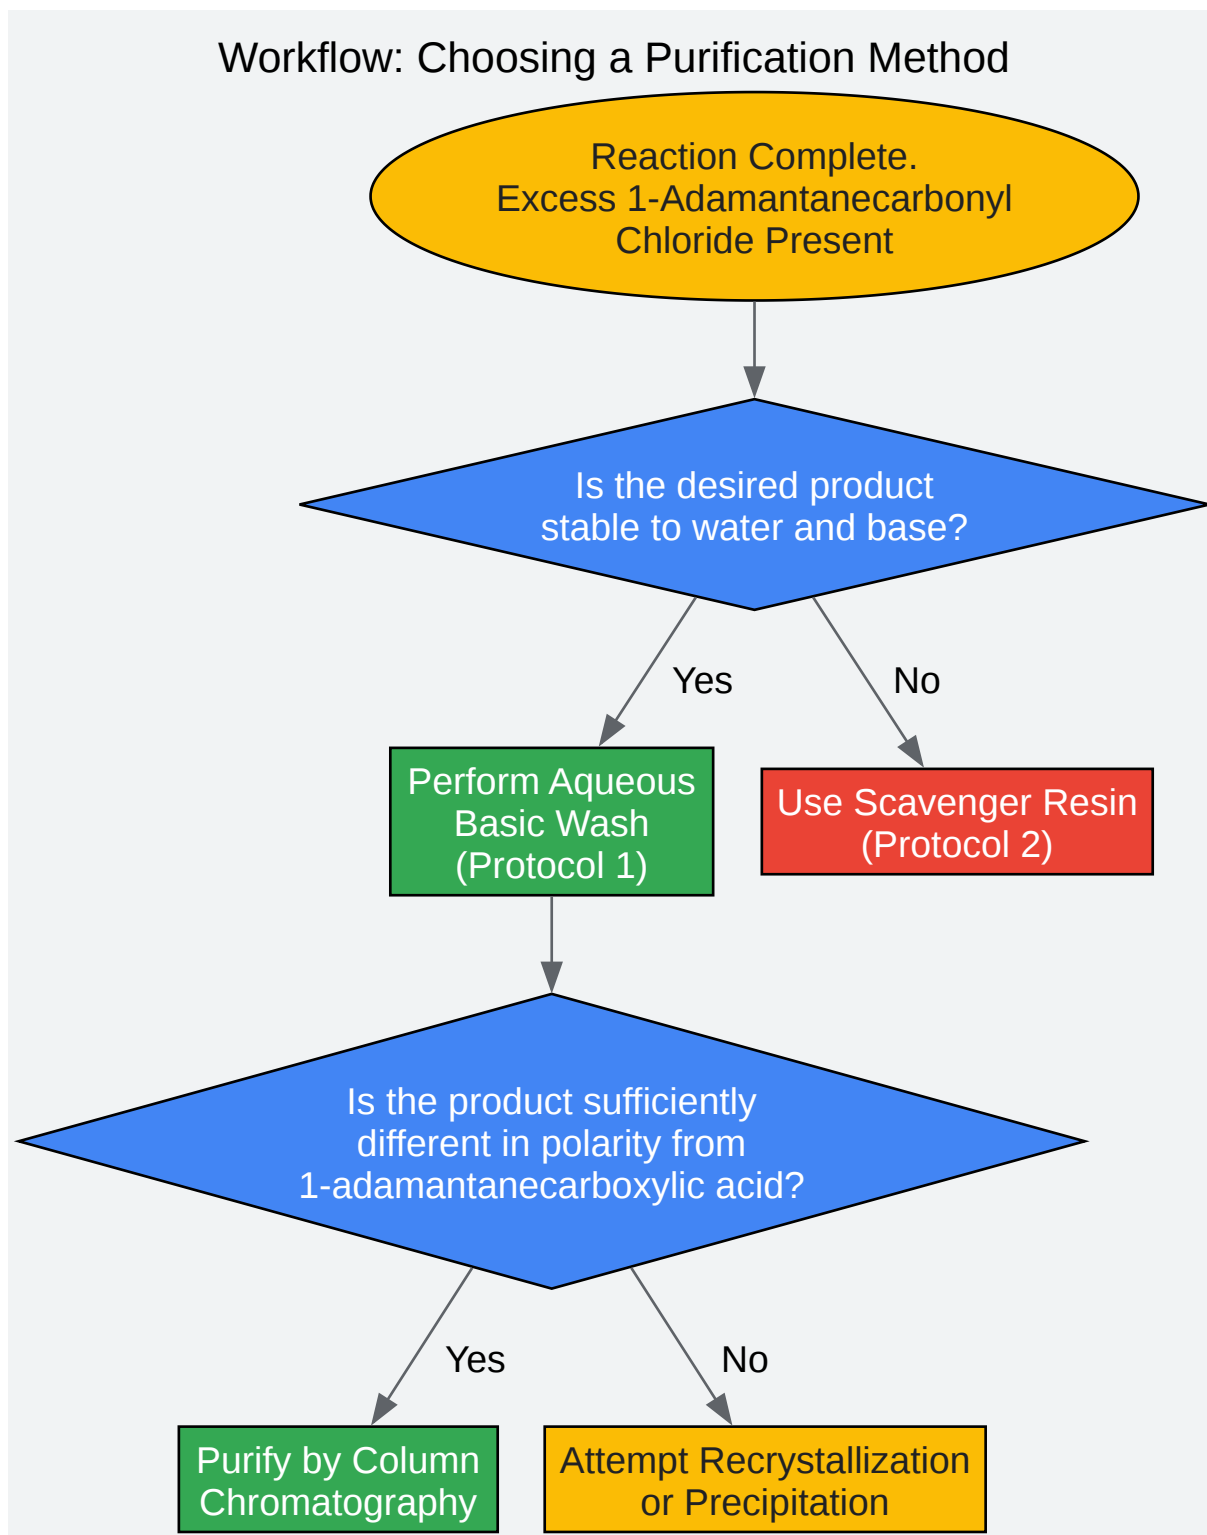 Workflow: Choosing a Purification Method
Reaction Complete.
Excess 1-Adamantanecarbonyl
Chloride Present
Is the desired product
stable to water and base?
Yes
No
Perform Aqueous
Basic Wash
(Protocol 1)
Use Scavenger Resin
(Protocol 2)
Is the product sufficiently
different in polarity from
1-adamantanecarboxylic acid?
Yes
No
Purify by Column
Chromatography
Attempt Recrystallization
or Precipitation